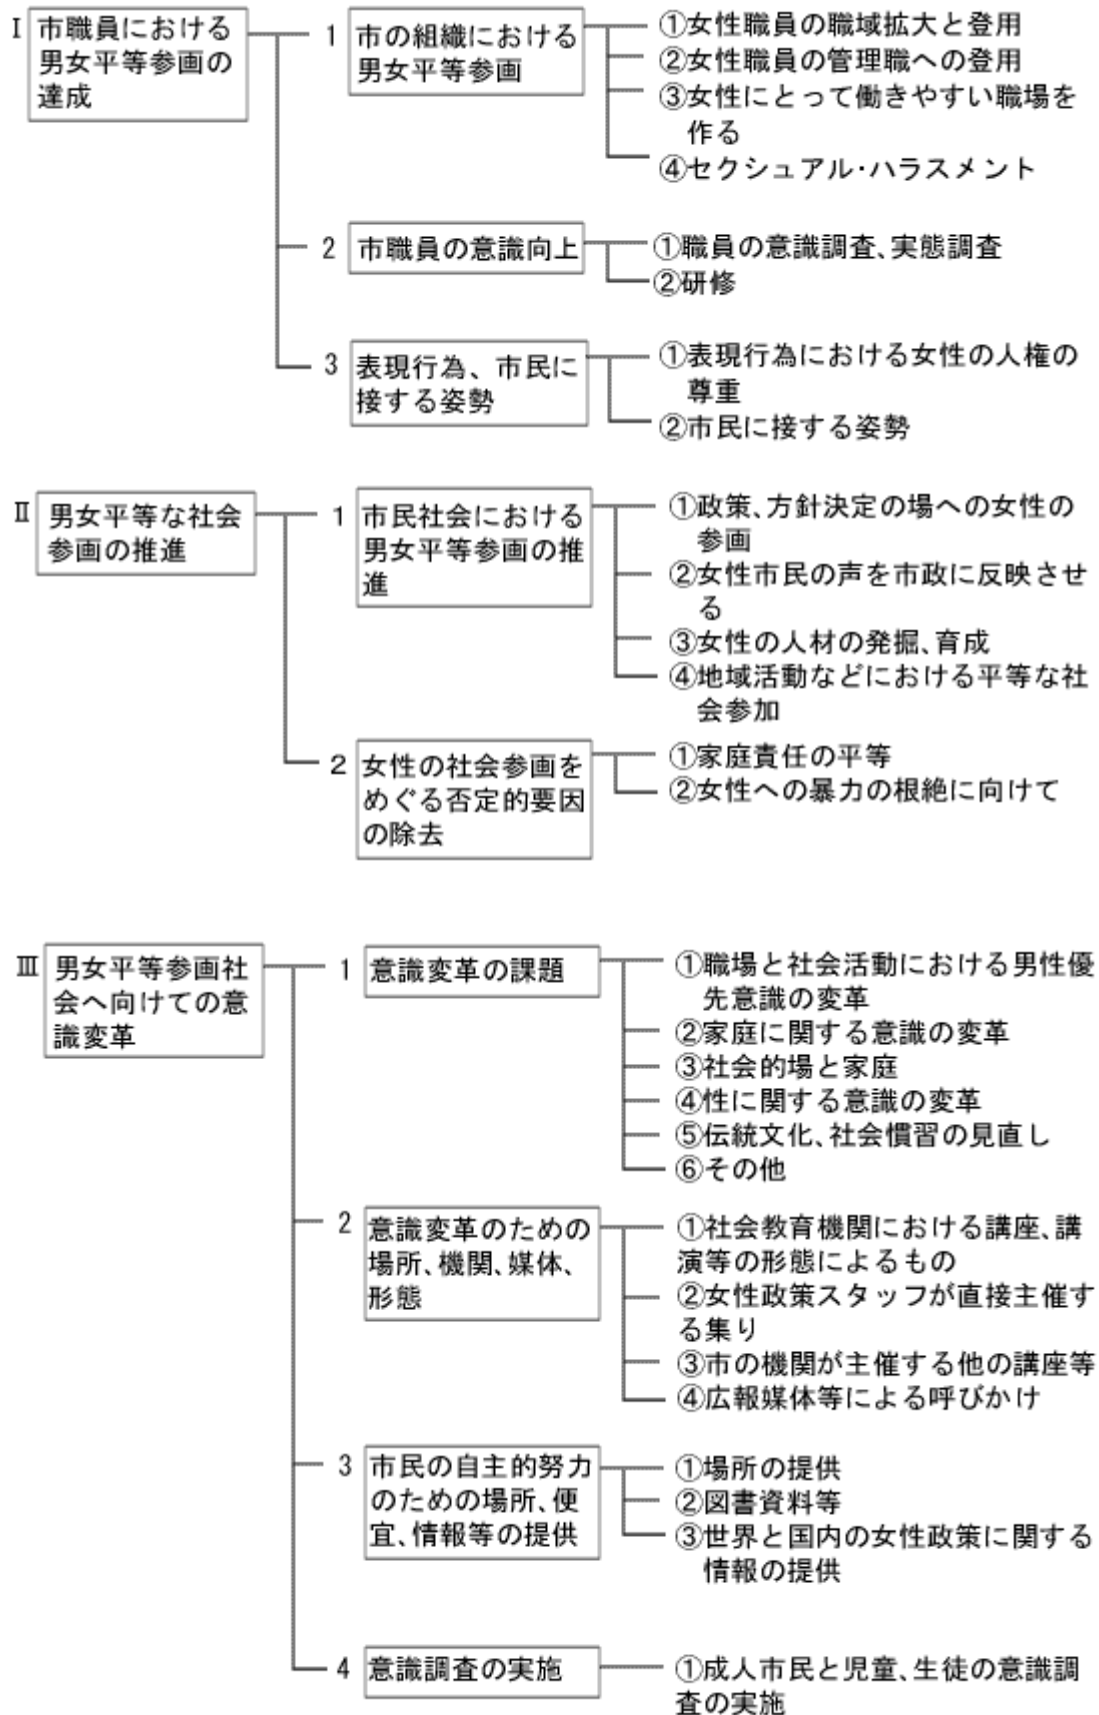 Ⅰ 市職員における
男女平等参画の
達成
1 市の組織における
男女平等参画
①女性職員の職域拡大と登用
②女性職員の管理職への登用
③女性にとって働きやすい職場を
作る
④セクシュアル・ハラスメント
2 市職員の意識向上
①職員の意識調査、実態調査
②研修
3 表現行為、市民に
接する姿勢
①表現行為における女性の人権の
尊重
②市民に接する姿勢
Ⅱ 男女平等な社会
参画の推進
1 市民社会における
男女平等参画の推
進
①政策、方針決定の場への女性の
参画
②女性市民の声を市政に反映させ
る
③女性の人材の発掘、育成
④地域活動などにおける平等な社
会参加
2 女性の社会参画を
めぐる否定的要因
の除去
①家庭責任の平等
②女性への暴力の根絶に向けて
Ⅲ 男女平等参画社
会へ向けての意
識変革
1 意識変革の課題
①職場と社会活動における男性優
先意識の変革
②家庭に関する意識の変革
③社会的場と家庭
④性に関する意識の変革
⑤伝統文化、社会慣習の見直し
⑥その他
2 意識変革のための
場所、機関、媒体、
形態
①社会教育機関における講座、講
演等の形態によるもの
②女性政策スタッフが直接主催す
る集り
③市の機関が主催する他の講座等
④広報媒体等による呼びかけ
3 市民の自主的努力
のための場所、便
宜、情報等の提供
①場所の提供
②図書資料等
③世界と国内の女性政策に関する
情報の提供
4 意識調査の実施
①成人市民と児童、生徒の意識調
査の実施